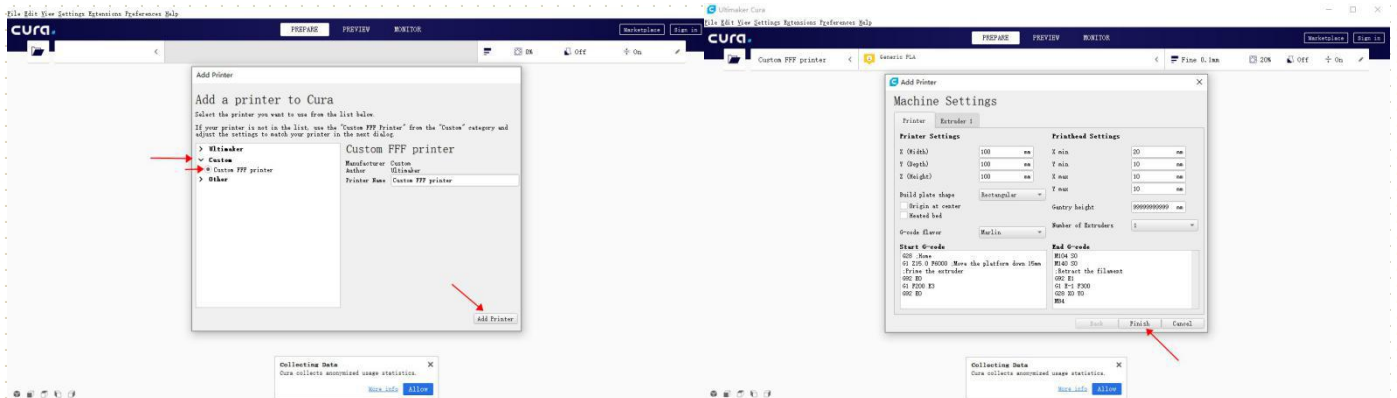 File Edit View Settings Extensions Preferences Help
cura.
PREPARE PREVIEW MONITOR
Marketplace Sign in
0% Off On
Add Printer
Add a printer to Cura
Select the printer you want to use from the list below.
If your printer is not in the list, use the "Custom FFF Printer" from the "Custom" category and
adjust the settings to match your printer in the next dialog.
Ultimaker
Custom
Custom FFF printer
Other
Custom FFF printer
Manufacturer Custom
Author Ultimaker
Printer Name Custom FFF printer
Add Printer
Collecting Data
Cura collects anonymized usage statistics.
More info Allow
Ultimaker Cura
File Edit View Settings Extensions Preferences Help
cura.
PREPARE PREVIEW MONITOR
Marketplace Sign in
Custom FFF printer Generic PLA Fine 0.1mm 20% Off On
Add Printer
Machine Settings
Printer Extruder 1
Printer Settings Printhead Settings
X (Width) 100 mm X min 20 mm
Y (Depth) 100 mm Y min 10 mm
Z (Height) 100 mm X max 10 mm
Build plate shape Rectangular Y max 10 mm
Origin at center
Heated bed
Gantry height 99999999999 mm
G-code flavor Marlin Number of Extruders 1
Start G-code End G-code
G28 ;Home M104 S0
G1 Z15.0 F6000 ;Move the platform down 15mm M140 S0
;Prime the extruder ;Retract the filament
G92 E0 G92 E1
G1 F200 E3 G1 E-1 F300
G92 E0 G28 X0 Y0
M84
Back Finish Cancel
Collecting Data
Cura collects anonymized usage statistics.
More info Allow